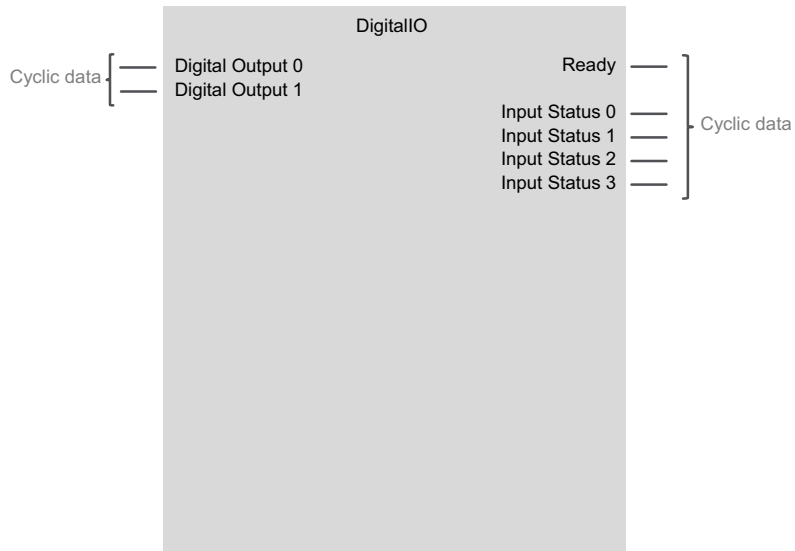 DigitalIO
Cyclic data
Digital Output 0
Digital Output 1
Ready
Input Status 0
Input Status 1
Input Status 2
Input Status 3
Cyclic data